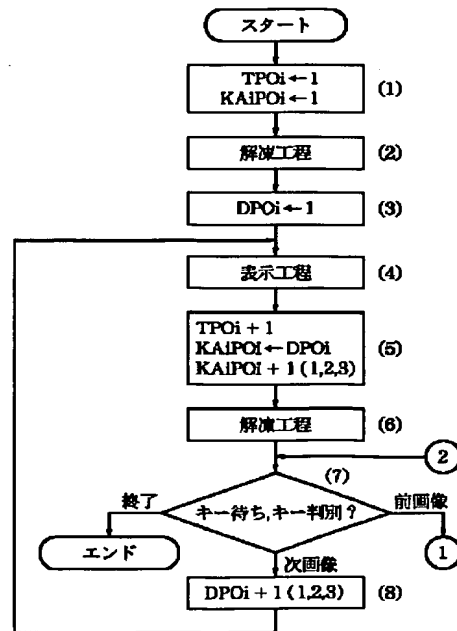 スタート
TPOi←1
KAiPOi←1
(1)
解凍工程
(2)
DPOi←1
(3)
表示工程
(4)
TPOi + 1
KAiPOI←DPOi
KAiPOI + 1 (1,2,3)
(5)
解凍工程
(6)
2
(7)
終了
キー待ち,キー判別?
前画像
エンド
1
次画像
DPOi + 1 (1,2,3)
(8)